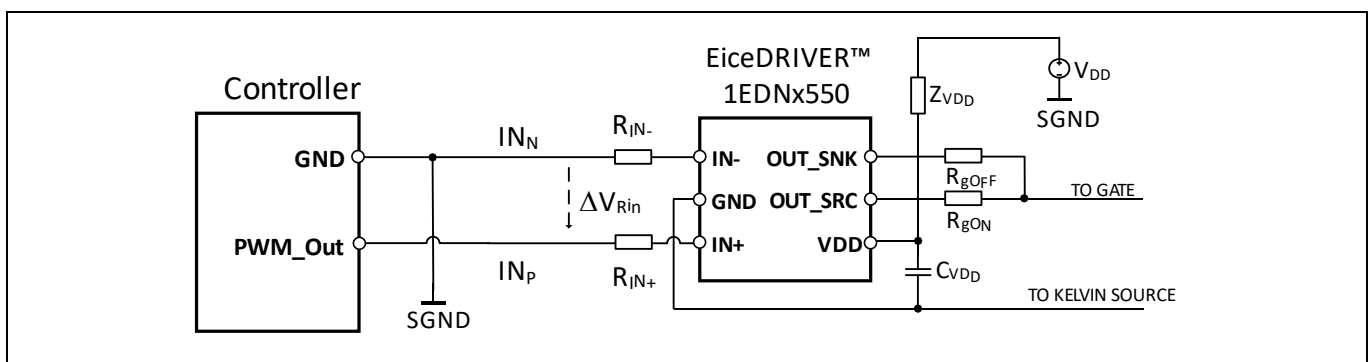 EiceDRIVER™
1EDNx550
Controller
VDD
ZVDD
SGND
INN
RIN-
GND
IN-
OUT_SNK
RgOFF
ΔVRin
GND
OUT_SRC
RgON
TO GATE
PWM_Out
IN+
VDD
INP
RIN+
CVDD
TO KELVIN SOURCE
SGND